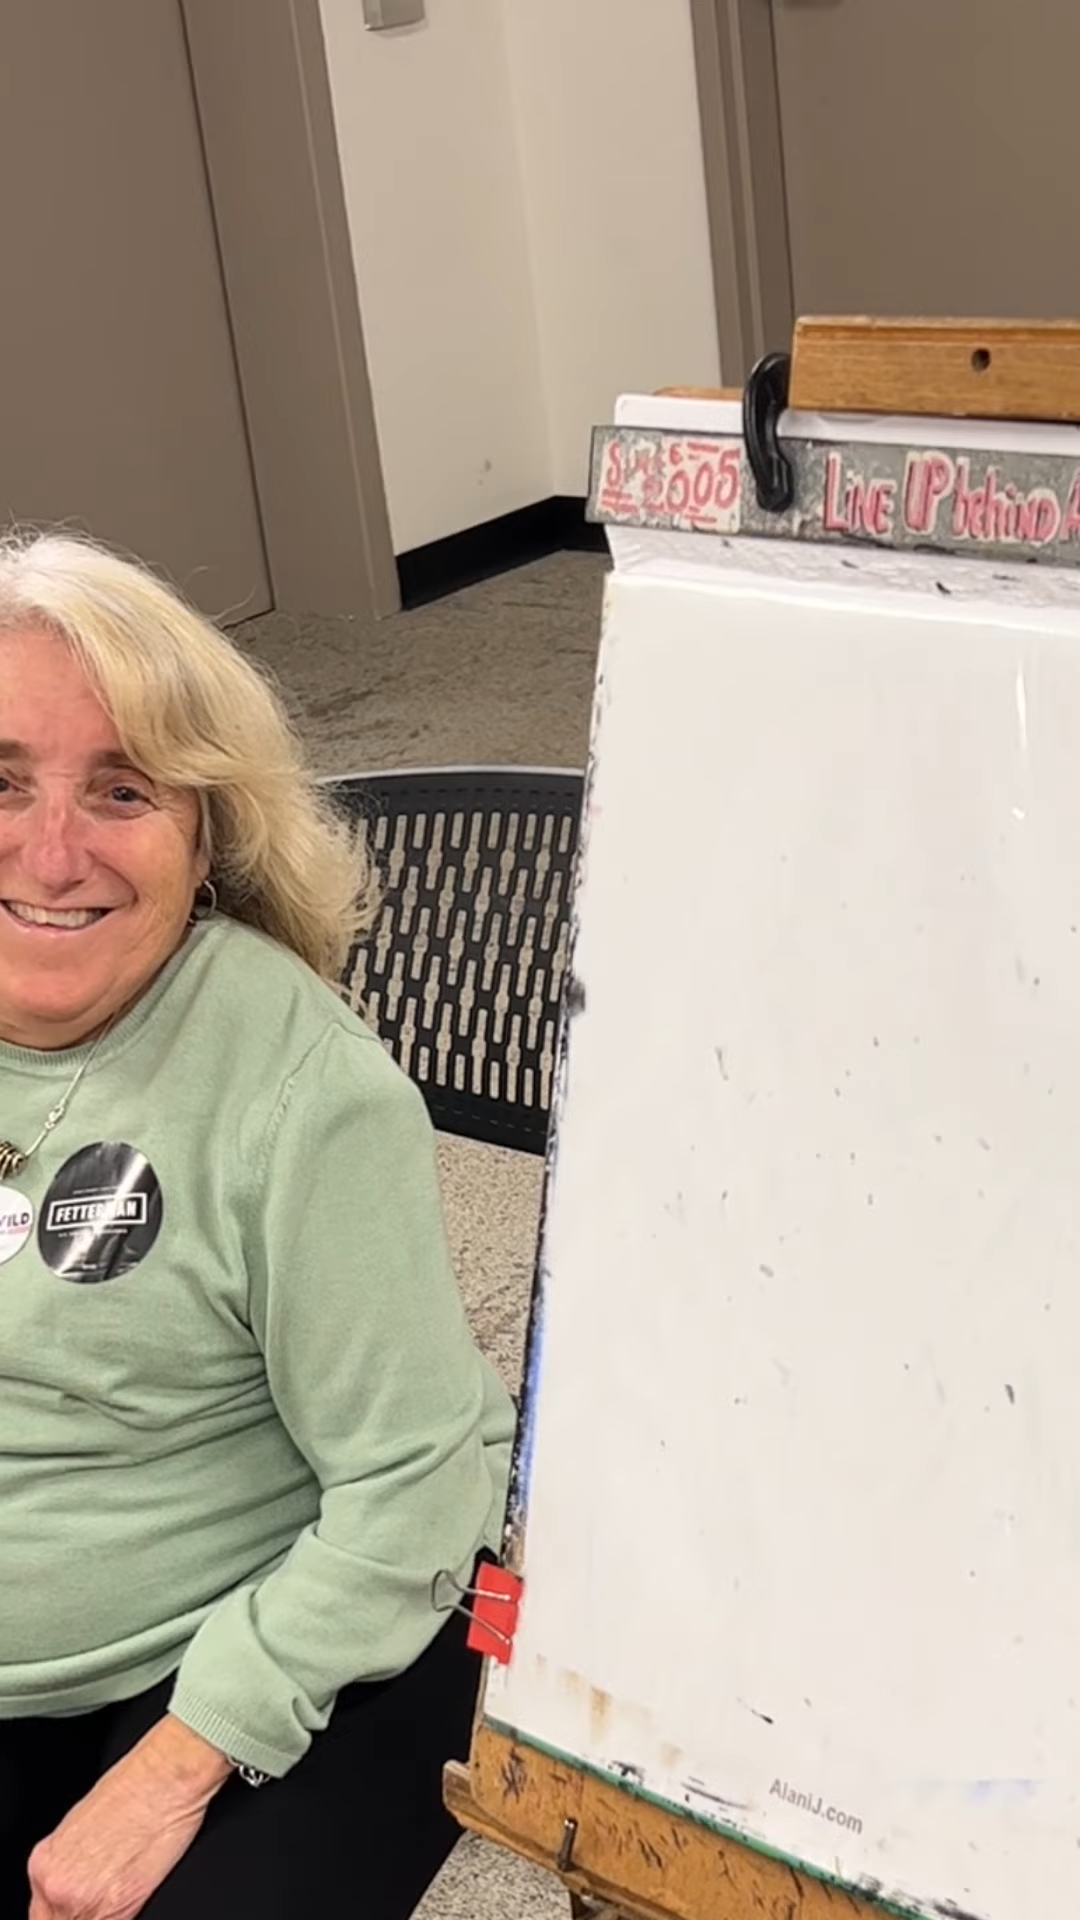 SINCE 2005
LINE UP behind
VILD
FETTERMAN
AlaniJ.com